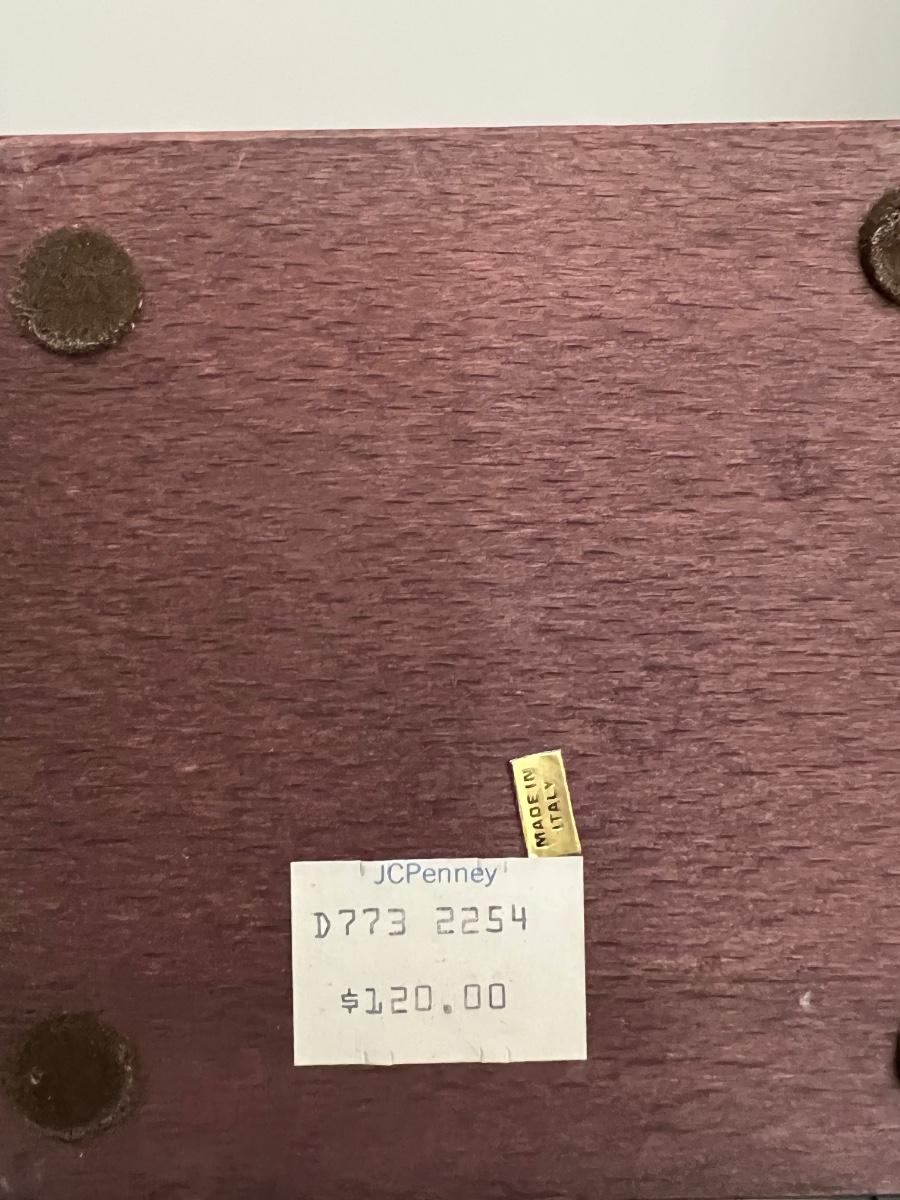 MADE IN
ITALY
JCPenney
D773 2254
$120.00